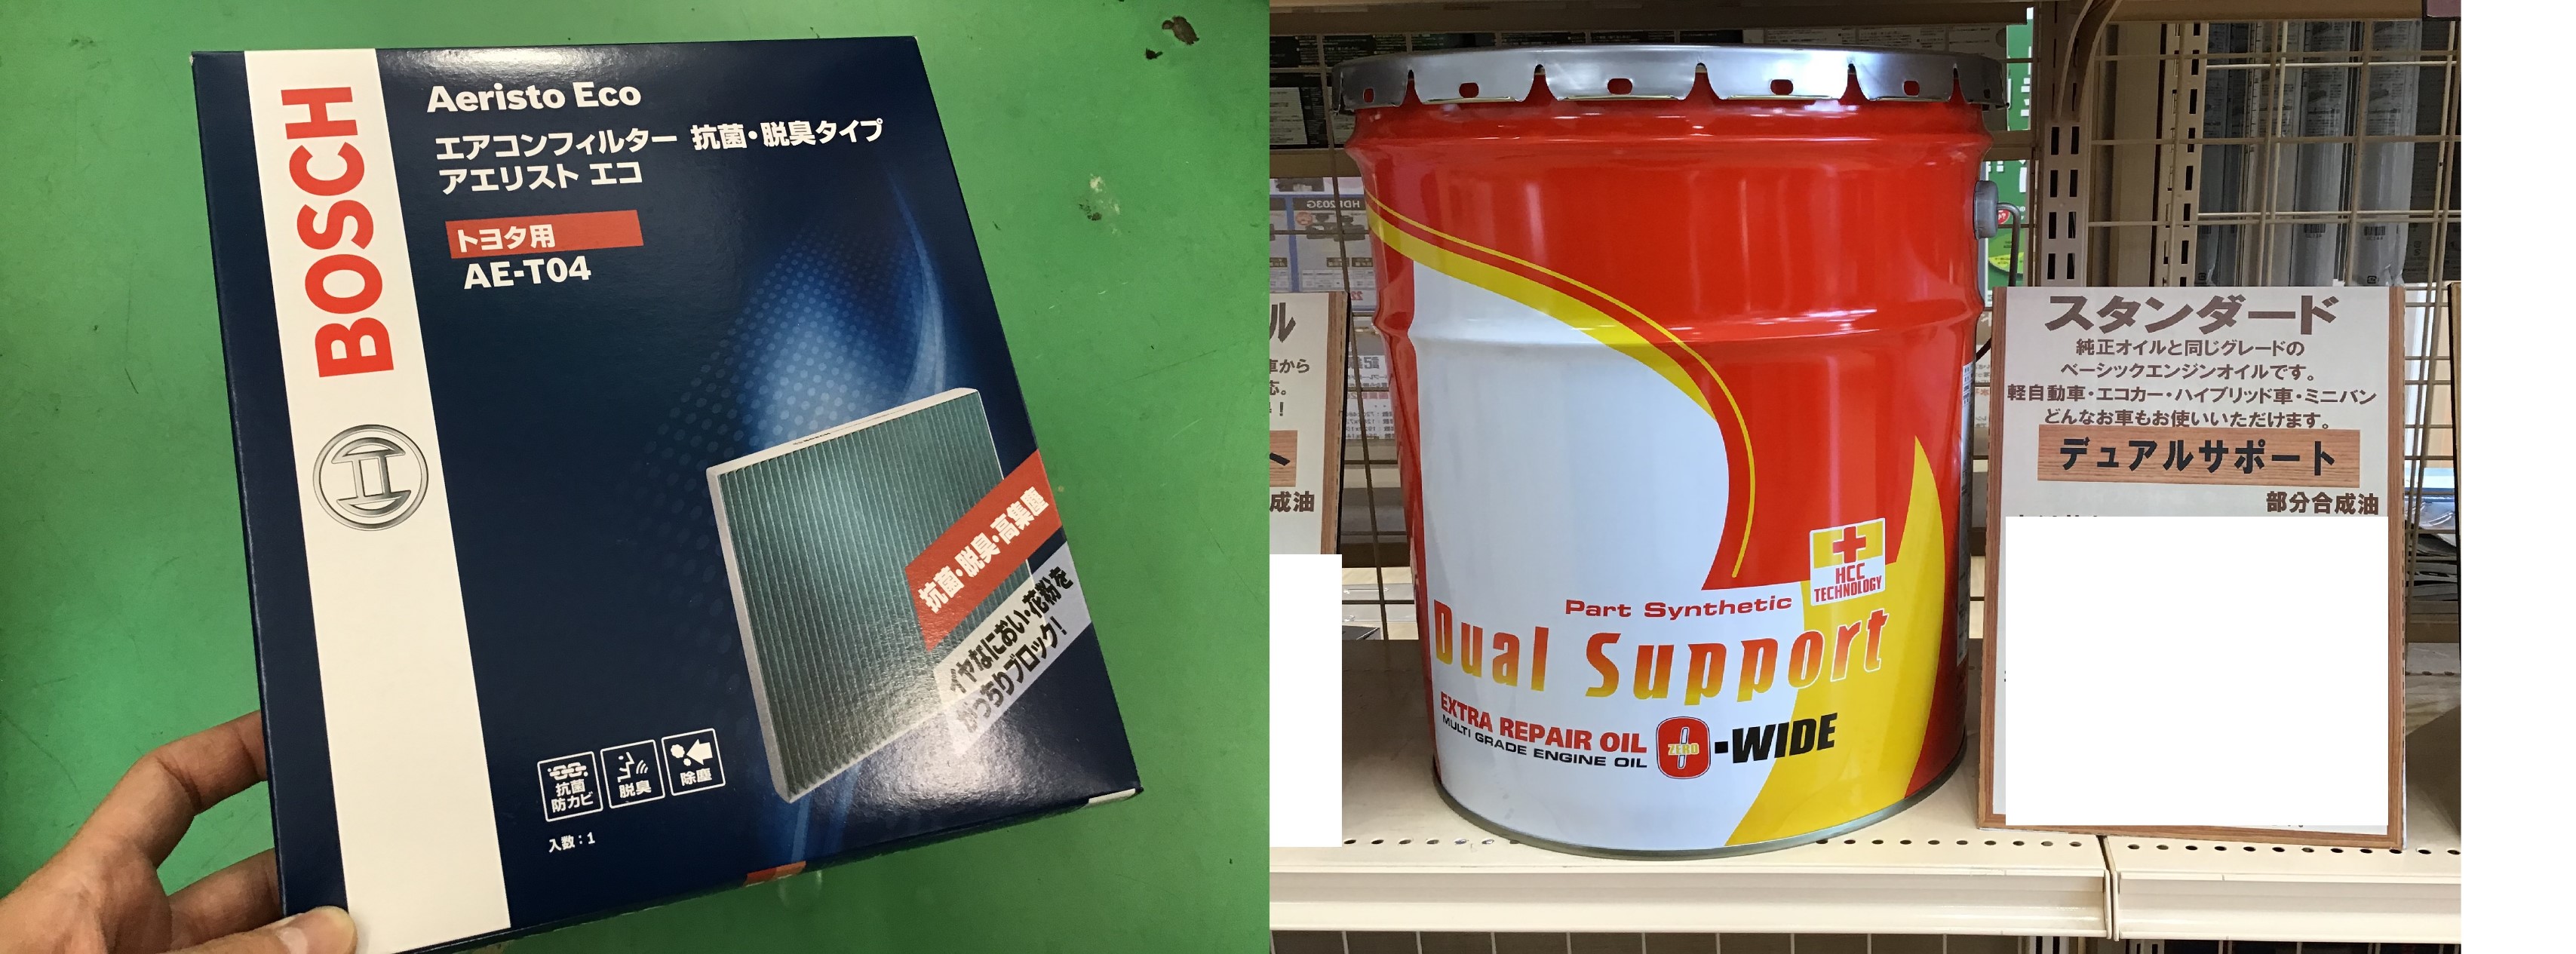 BOSCH
Aeristo Eco
エアコンフィルター 抗菌・脱臭タイプ
アエリスト エコ
トヨタ用
AE-T04
抗菌・脱臭・高集塵
イヤなにおい・花粉を
がっちりブロック!
抗菌
防カビ
脱臭
除塵
入数:1
ル
車から
応。
!
成油
HCC
TECHNOLOGY
Part Synthetic
Dual Support
EXTRA REPAIR OIL
MULTI GRADE ENGINE OIL
ZERO
0-WIDE
スタンダード
純正オイルと同じグレードの
ベーシックエンジンオイルです。
軽自動車・エコカー・ハイブリッド車・ミニバン
どんなお車もお使いいただけます。
デュアルサポート
部分合成油